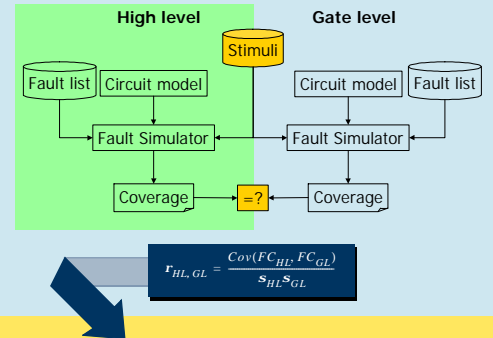 High level Gate level
Stimuli
Fault list Circuit model Circuit model Fault list
Fault Simulator Fault Simulator
Coverage =? Coverage
r_{HL, GL} = Cov(FC_{HL}, FC_{GL}) / s_{HL} s_{GL}